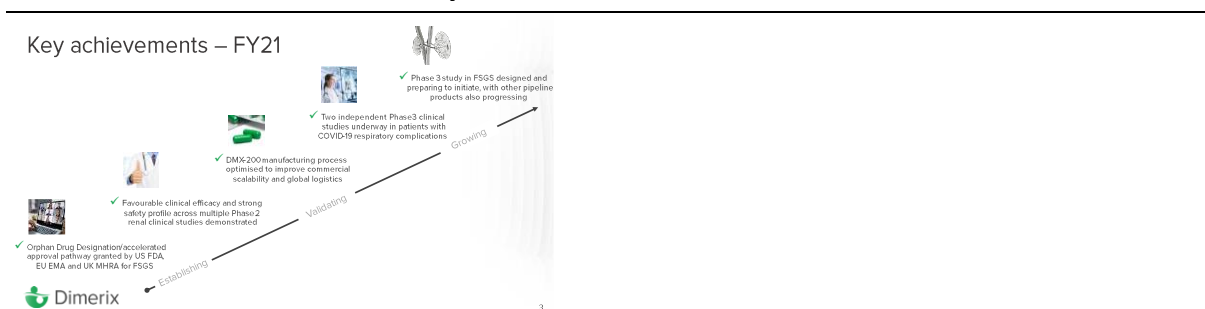 Key achievements – FY21
✓ Phase 3 study in FSGS designed and
preparing to initiate, with other pipeline
products also progressing
✓ Two independent Phase3 clinical
studies underway in patients with
COVID-19 respiratory complications
Growing
✓ DMX-200 manufacturing process
optimised to improve commercial
scalability and global logistics
Validating
✓ Favourable clinical efficacy and strong
safety profile across multiple Phase 2
renal clinical studies demonstrated
✓ Orphan Drug Designation/accelerated
approval pathway granted by US FDA,
EU EMA and UK MHRA for FSGS
Establishing
Dimerix